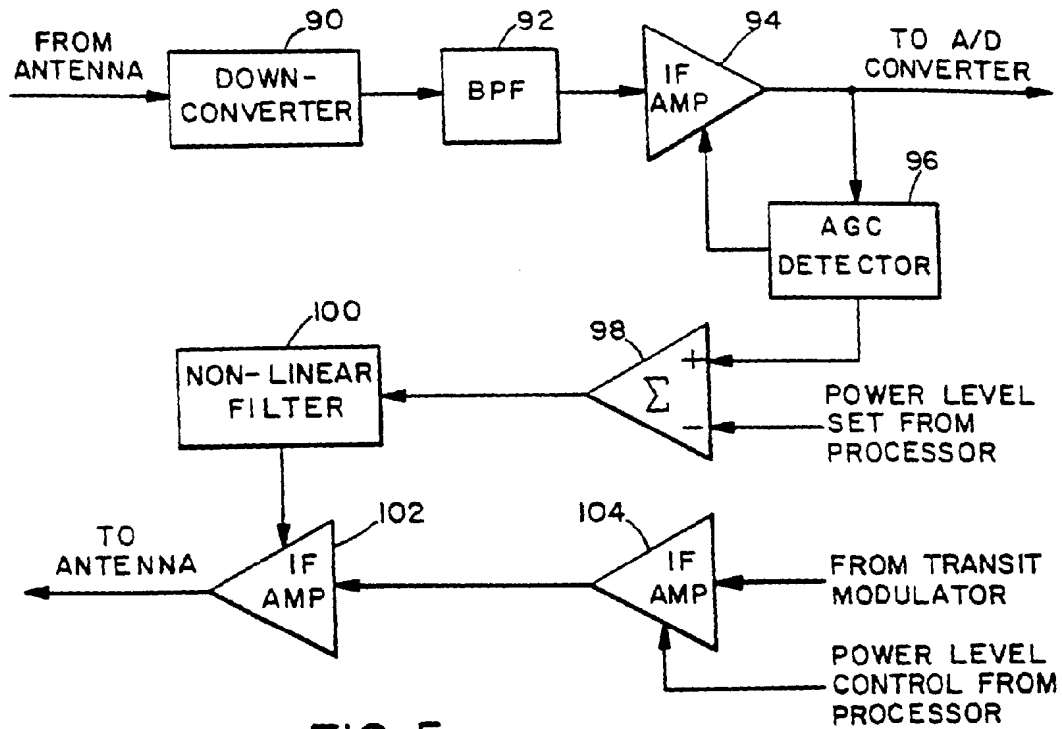 FROM
ANTENNA
90
DOWN-
CONVERTER
92
BPF
94
IF
AMP
TO A/D
CONVERTER
96
AGC
DETECTOR
100
NON-LINEAR
FILTER
98
+
Σ
−
POWER LEVEL
SET FROM
PROCESSOR
TO
ANTENNA
102
IF
AMP
104
IF
AMP
FROM TRANSIT
MODULATOR
POWER LEVEL
CONTROL FROM
PROCESSOR